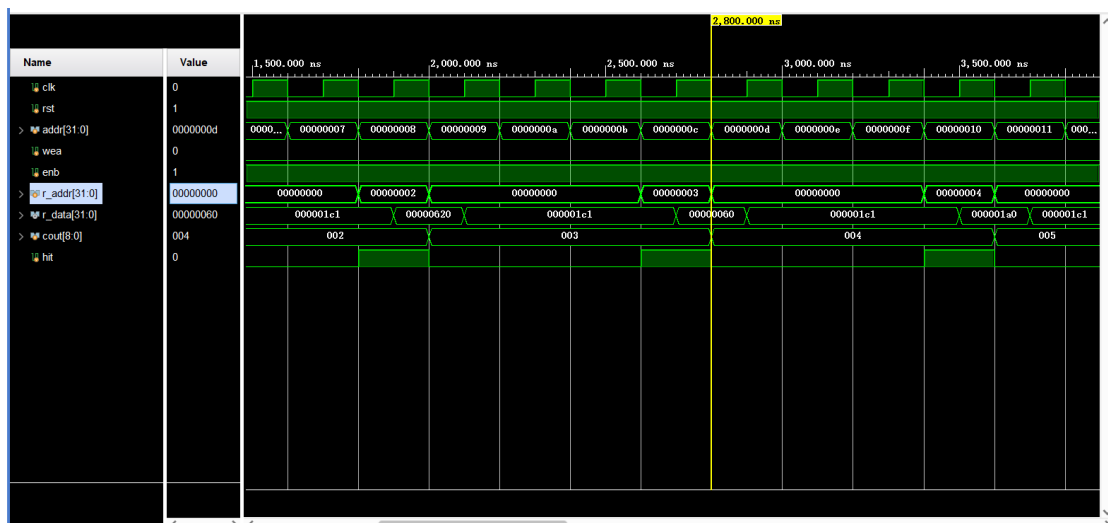 2,800.000 ns
Name Value 1,500.000 ns 2,000.000 ns 2,500.000 ns 3,000.000 ns 3,500.000 ns
clk 0
rst 1
addr[31:0] 0000000d 0000... 00000007 00000008 00000009 0000000a 0000000b 0000000c 0000000d 0000000e 0000000f 00000010 00000011 000...
wea 0
enb 1
r_addr[31:0] 00000000 00000000 00000002 00000000 00000003 00000000 00000004 00000000
r_data[31:0] 00000060 000001c1 00000620 000001c1 00000060 000001c1 000001a0 000001c1
cout[8:0] 004 002 003 004 005
hit 0